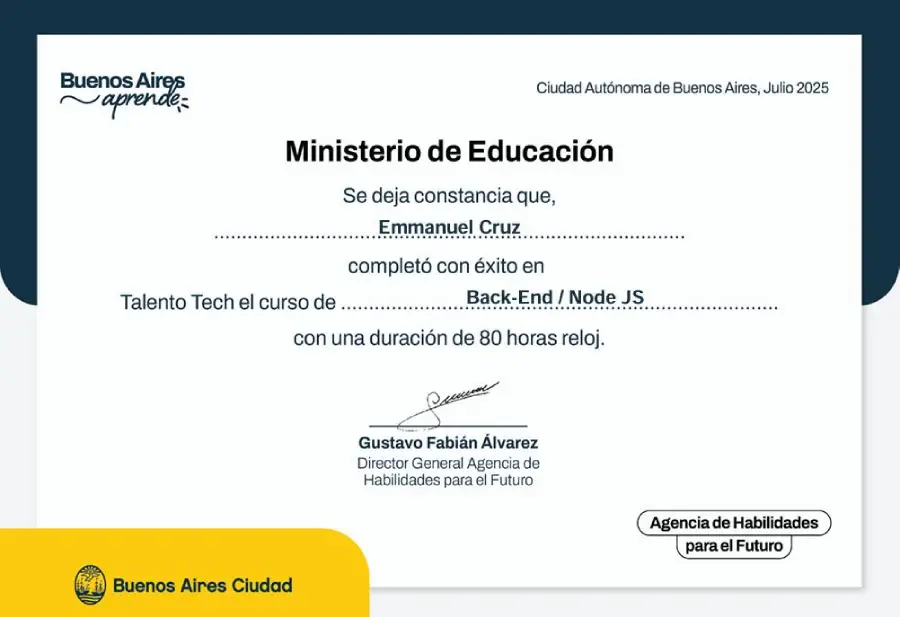 Buenos Aires
aprende
Ciudad Autónoma de Buenos Aires, Julio 2025
Ministerio de Educación
Se deja constancia que,
Emmanuel Cruz
completó con éxito en
Talento Tech el curso de Back-End / Node JS
con una duración de 80 horas reloj.
Gustavo Fabián Álvarez
Director General Agencia de
Habilidades para el Futuro
Agencia de Habilidades
para el Futuro
Buenos Aires Ciudad